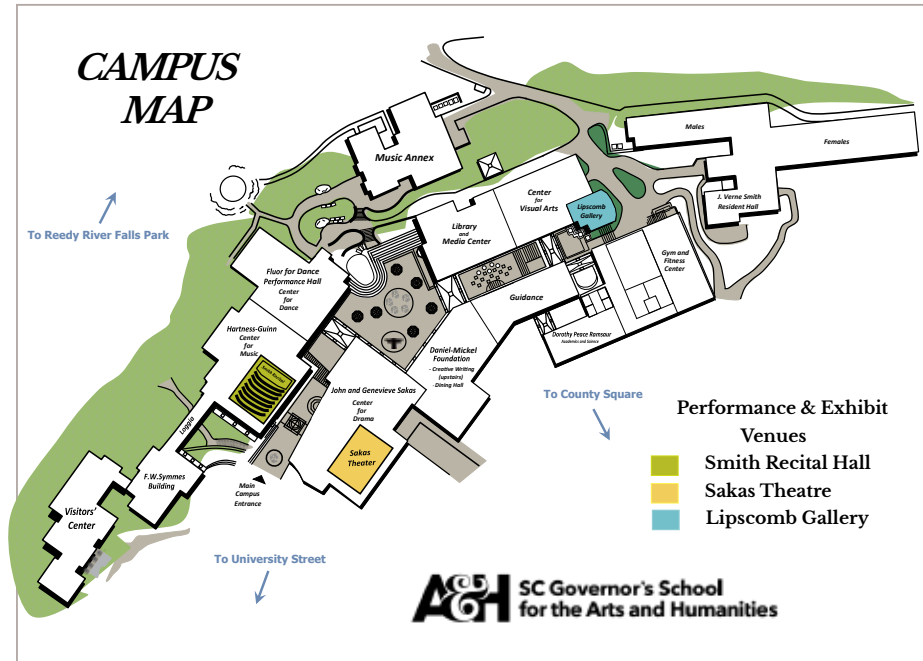 CAMPUS
MAP
Music Annex
Males
Females
J. Verne Smith
Resident Hall
Center
for
Visual Arts
Lipscomb
Gallery
Library
and
Media Center
To Reedy River Falls Park
Fluor for Dance
Performance Hall
Center
for
Dance
Gym and
Fitness
Center
Guidance
Dorothy Peace Ramsaur
Academics and Science
Hartness-Guinn
Center
for
Music
Smith Recital
Daniel-Mickel
Foundation
- Creative Writing
(upstairs)
- Dining Hall
John and Genevieve Sakas
Center
for
Drama
Sakas
Theater
To County Square
Loggia
F.W.Symmes
Building
Visitors'
Center
Main
Campus
Entrance
To University Street
Performance & Exhibit
Venues
Smith Recital Hall
Sakas Theatre
Lipscomb Gallery
A&H
SC Governor's School
for the Arts and Humanities